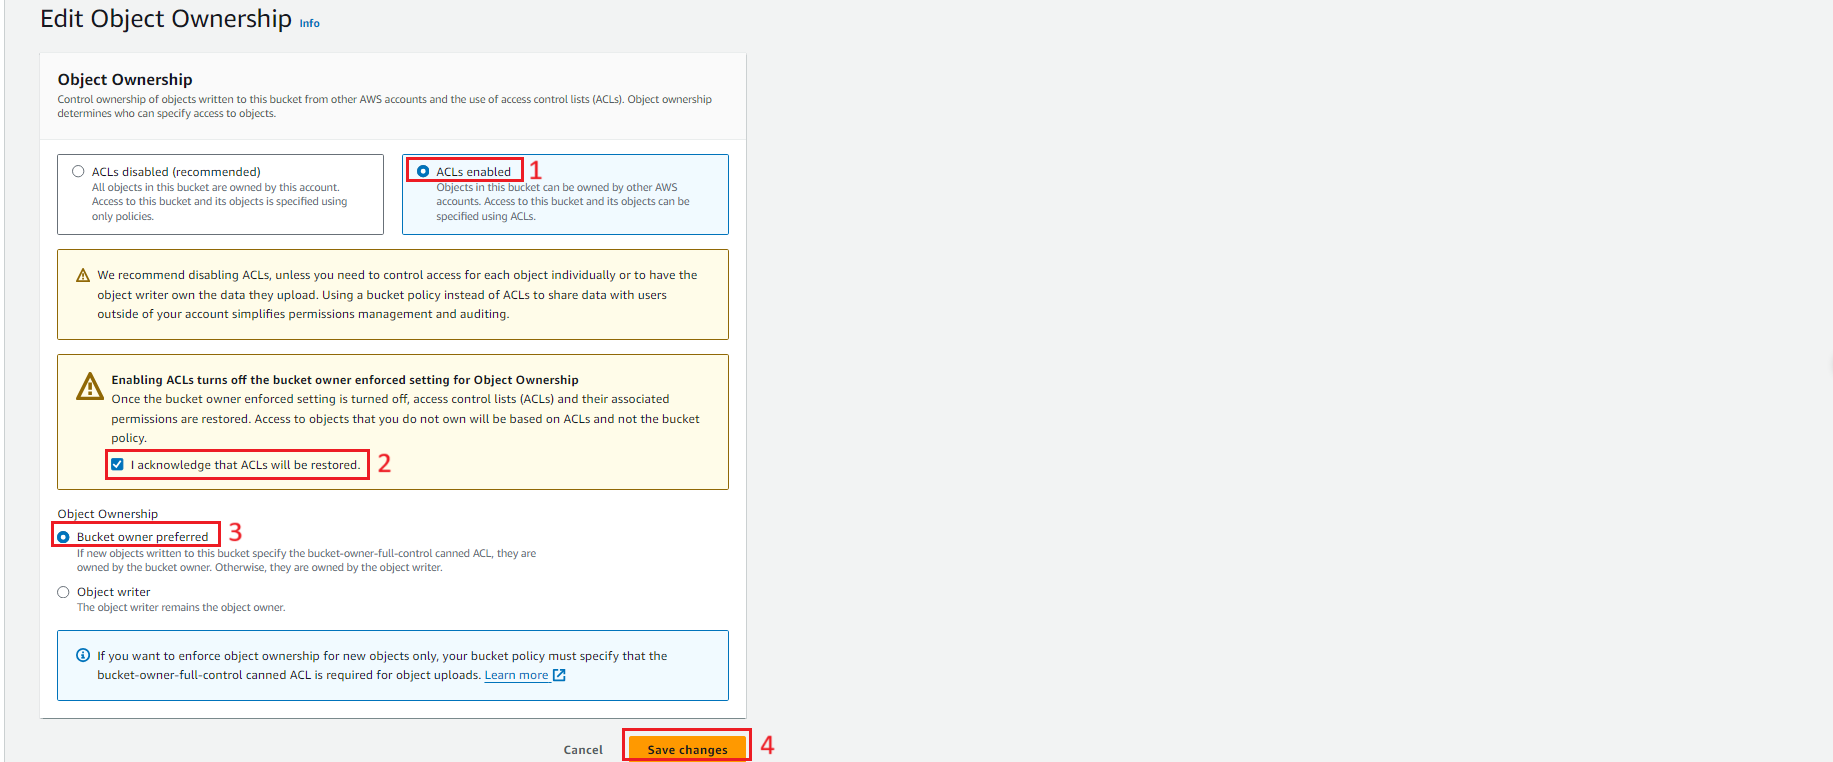 Edit Object Ownership Info
Object Ownership
Control ownership of objects written to this bucket from other AWS accounts and the use of access control lists (ACLs). Object ownership
determines who can specify access to objects.
ACLs disabled (recommended)
All objects in this bucket are owned by this account.
Access to this bucket and its objects is specified using
only policies.
ACLs enabled 1
Objects in this bucket can be owned by other AWS
accounts. Access to this bucket and its objects can be
specified using ACLs.
We recommend disabling ACLs, unless you need to control access for each object individually or to have the
object writer own the data they upload. Using a bucket policy instead of ACLs to share data with users
outside of your account simplifies permissions management and auditing.
Enabling ACLs turns off the bucket owner enforced setting for Object Ownership
Once the bucket owner enforced setting is turned off, access control lists (ACLs) and their associated
permissions are restored. Access to objects that you do not own will be based on ACLs and not the bucket
policy.
I acknowledge that ACLs will be restored. 2
Object Ownership
Bucket owner preferred 3
If new objects written to this bucket specify the bucket-owner-full-control canned ACL, they are
owned by the bucket owner. Otherwise, they are owned by the object writer.
Object writer
The object writer remains the object owner.
If you want to enforce object ownership for new objects only, your bucket policy must specify that the
bucket-owner-full-control canned ACL is required for object uploads. Learn more
Cancel Save changes 4